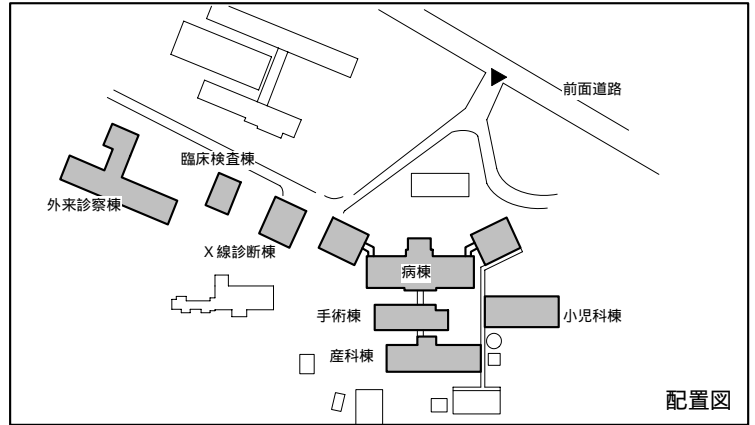 前面道路
臨床検査棟
外来診察棟
X線診断棟
病棟
手術棟
小児科棟
産科棟
配置図